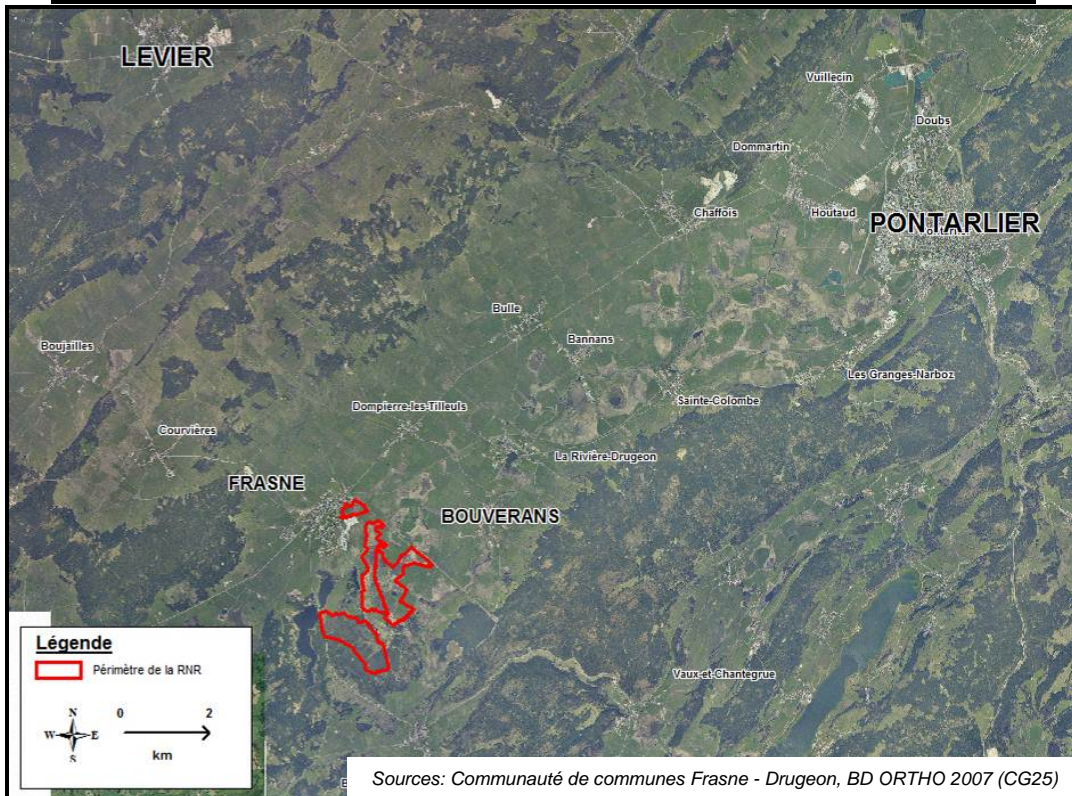 LEVIER
Vuillecin
Doubs
Dommartin
Chaffois
Houtaud
PONTARLIER
Bulle
Bannans
Boujailles
Les Granges-Narboz
Sainte-Colombe
Dompierre-les-Tilleuls
Courvières
La Rivière-Drugeon
FRASNE
BOUVERANS
Vaux-et-Chantegrue
Légende
Périmètre de la RNR
N
W E
S
0 2
km
Sources: Communauté de communes Frasne - Drugeon, BD ORTHO 2007 (CG25)